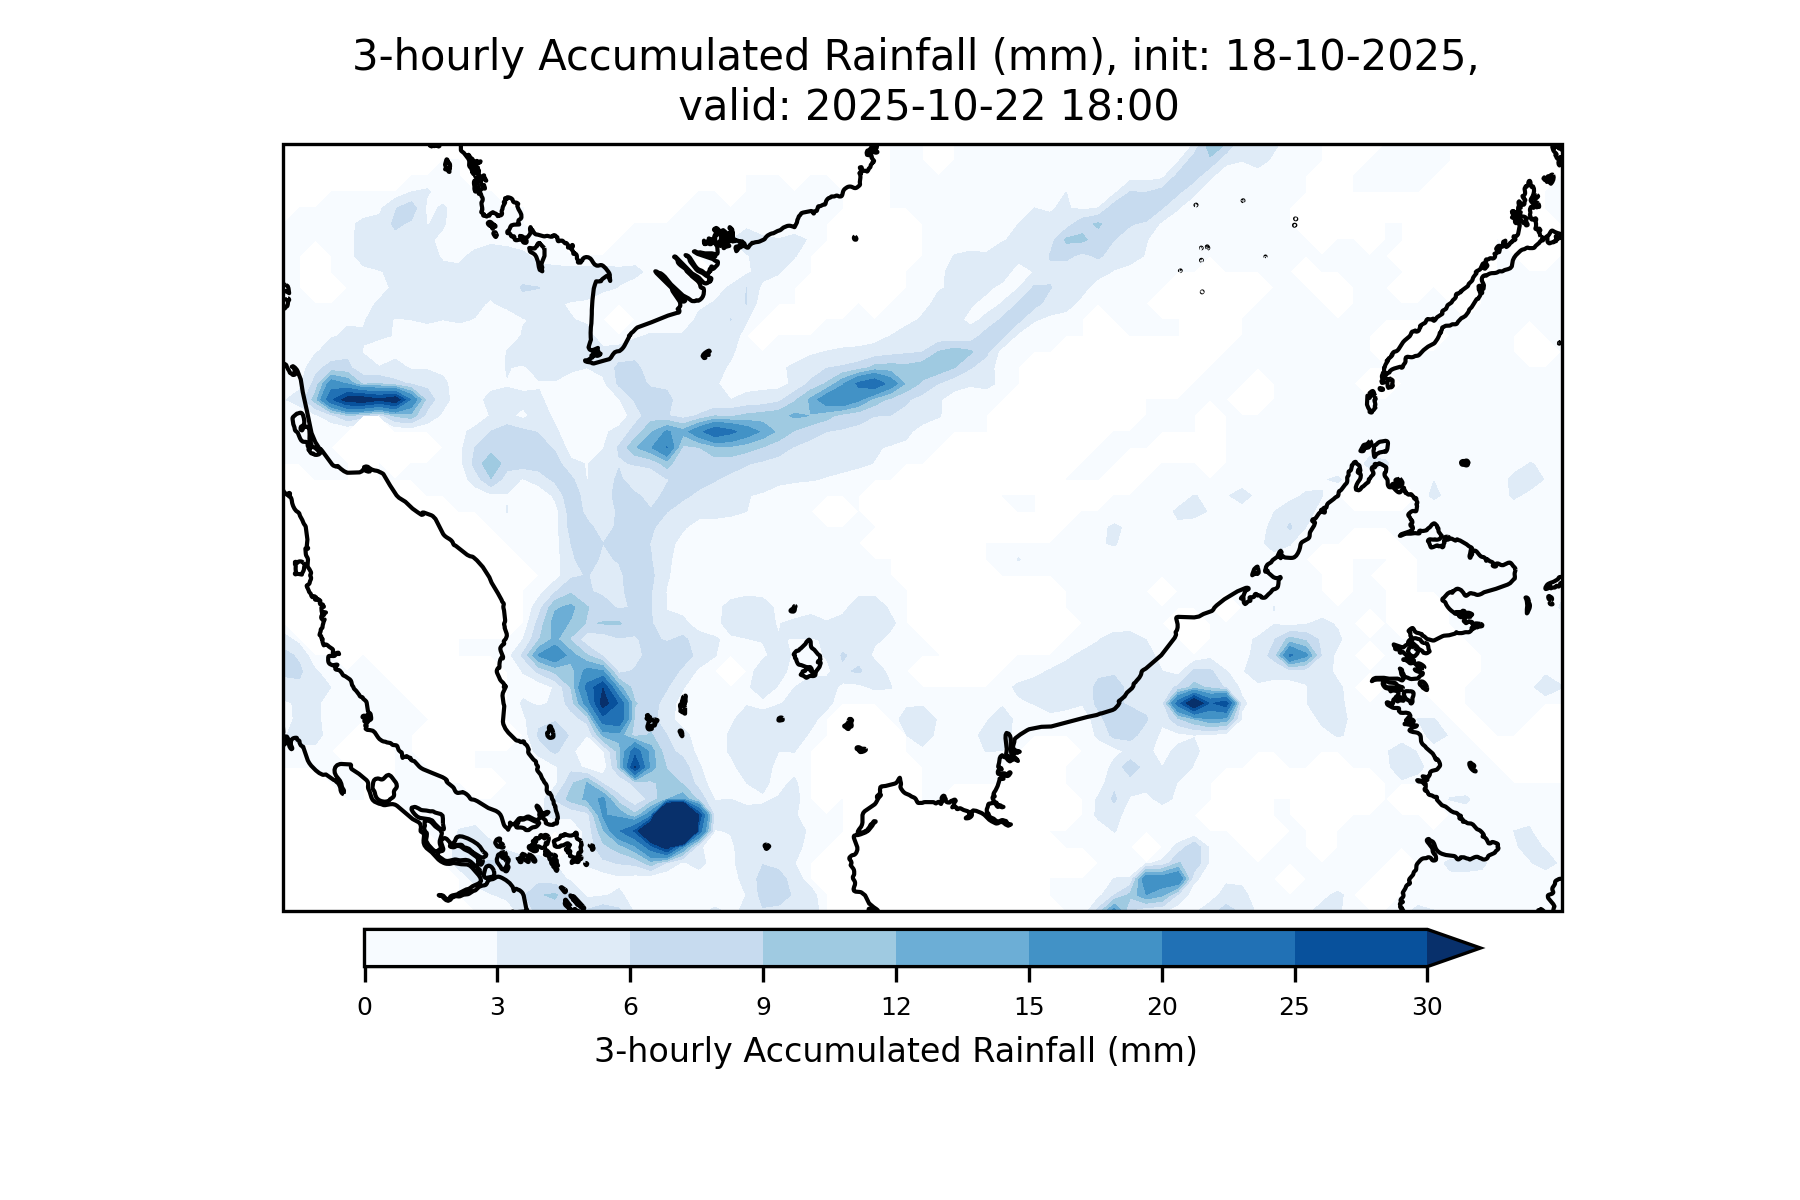 3-hourly Accumulated Rainfall (mm), init: 18-10-2025,
valid: 2025-10-22 18:00
0 3 6 9 12 15 20 25 30
3-hourly Accumulated Rainfall (mm)